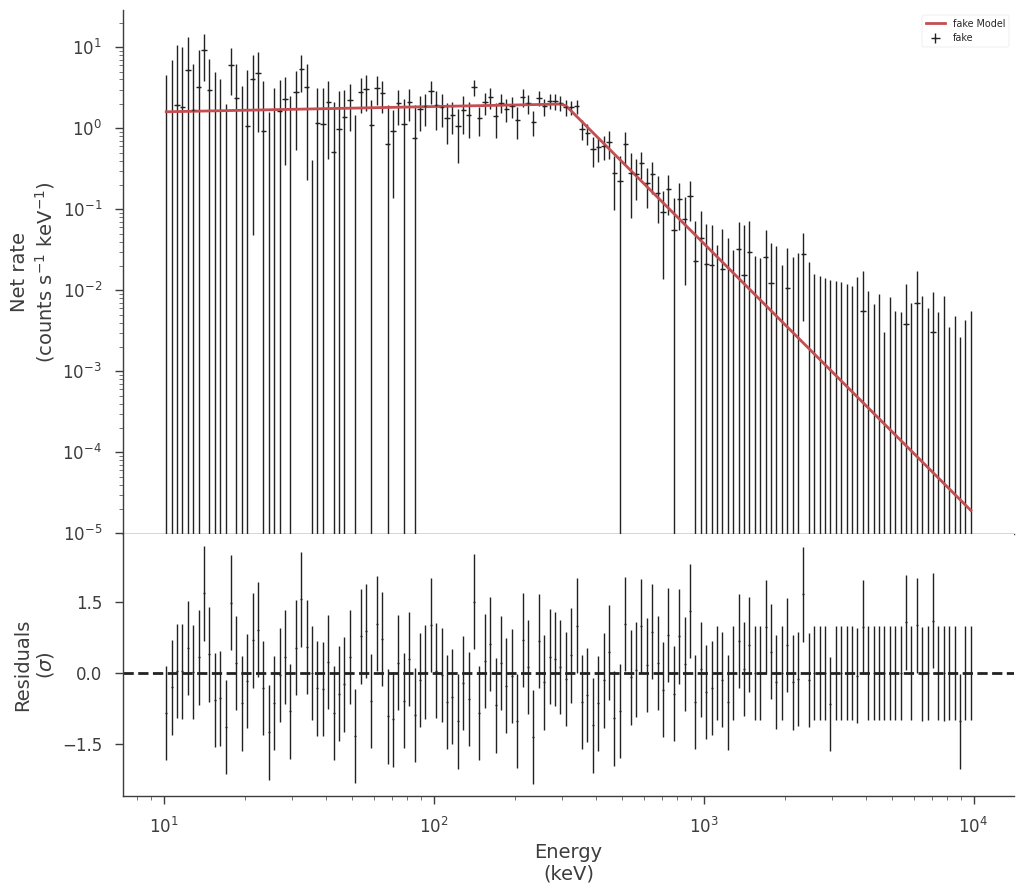 fake Model
fake
10¹
10⁰
10⁻¹
10⁻²
10⁻³
10⁻⁴
10⁻⁵
Net rate
(counts s⁻¹ keV⁻¹)
1.5
0.0
−1.5
Residuals
(σ)
10¹ 10² 10³ 10⁴
Energy
(keV)